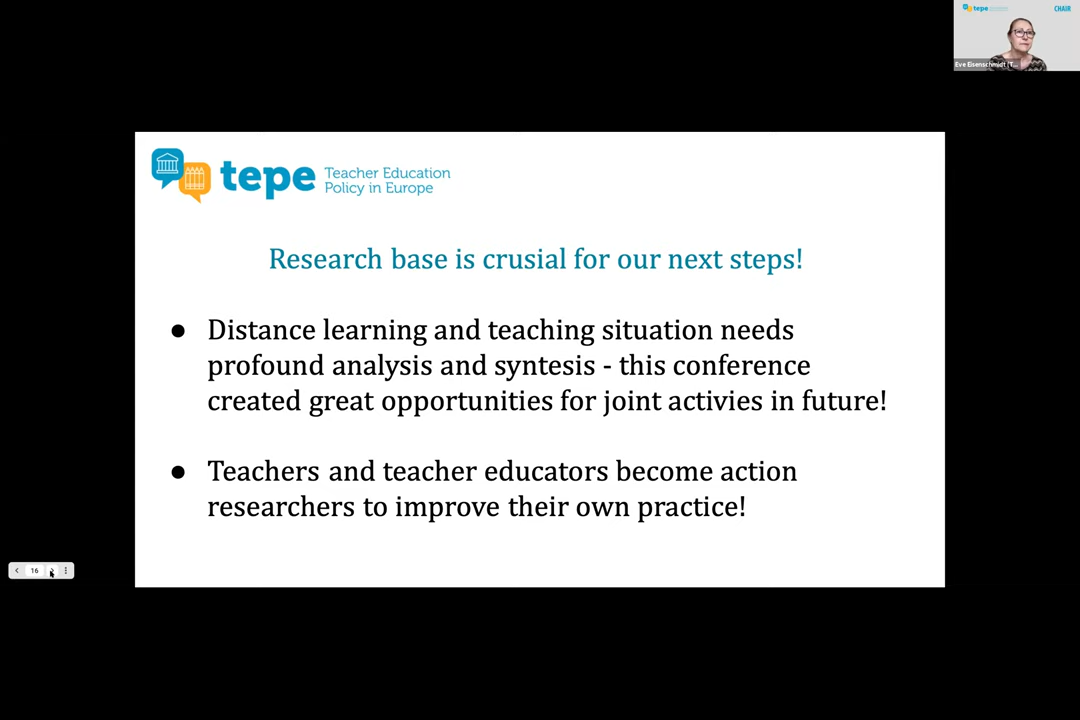 tepe
CHAIR
Eve Eisenschmidt (T...
tepe
Teacher Education
Policy in Europe
Research base is crusial for our next steps!
● Distance learning and teaching situation needs
profound analysis and syntesis - this conference
created great opportunities for joint activies in future!
● Teachers and teacher educators become action
researchers to improve their own practice!
16